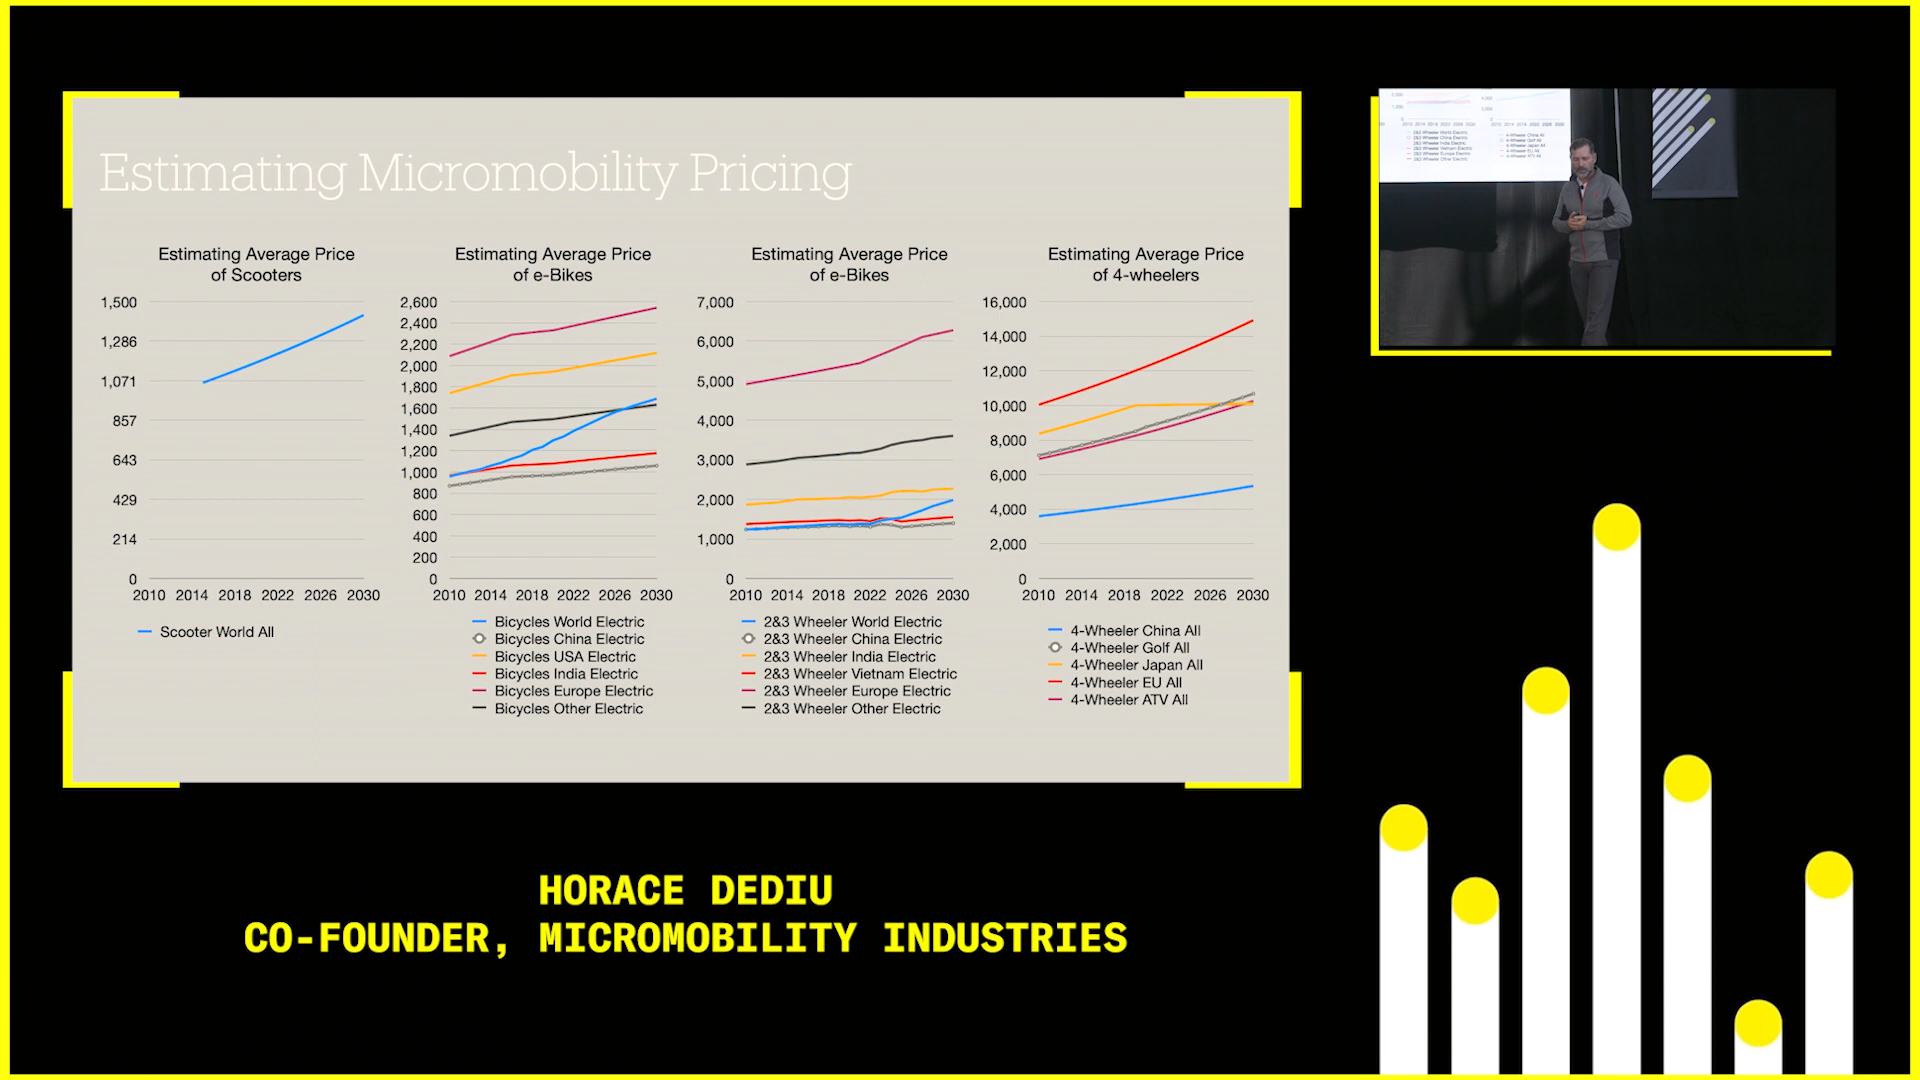 Estimating Micromobility Pricing
Estimating Average Price
of Scooters
1,500
1,286
1,071
857
643
429
214
0
2010 2014 2018 2022 2026 2030
Scooter World All
Estimating Average Price
of e-Bikes
2,600
2,400
2,200
2,000
1,800
1,600
1,400
1,200
1,000
800
600
400
200
0
2010 2014 2018 2022 2026 2030
Bicycles World Electric
Bicycles China Electric
Bicycles USA Electric
Bicycles India Electric
Bicycles Europe Electric
Bicycles Other Electric
Estimating Average Price
of e-Bikes
7,000
6,000
5,000
4,000
3,000
2,000
1,000
0
2010 2014 2018 2022 2026 2030
2&3 Wheeler World Electric
2&3 Wheeler China Electric
2&3 Wheeler India Electric
2&3 Wheeler Vietnam Electric
2&3 Wheeler Europe Electric
2&3 Wheeler Other Electric
Estimating Average Price
of 4-wheelers
16,000
14,000
12,000
10,000
8,000
6,000
4,000
2,000
0
2010 2014 2018 2022 2026 2030
4-Wheeler China All
4-Wheeler Golf All
4-Wheeler Japan All
4-Wheeler EU All
4-Wheeler ATV All
HORACE DEDIU
CO-FOUNDER, MICROMOBILITY INDUSTRIES